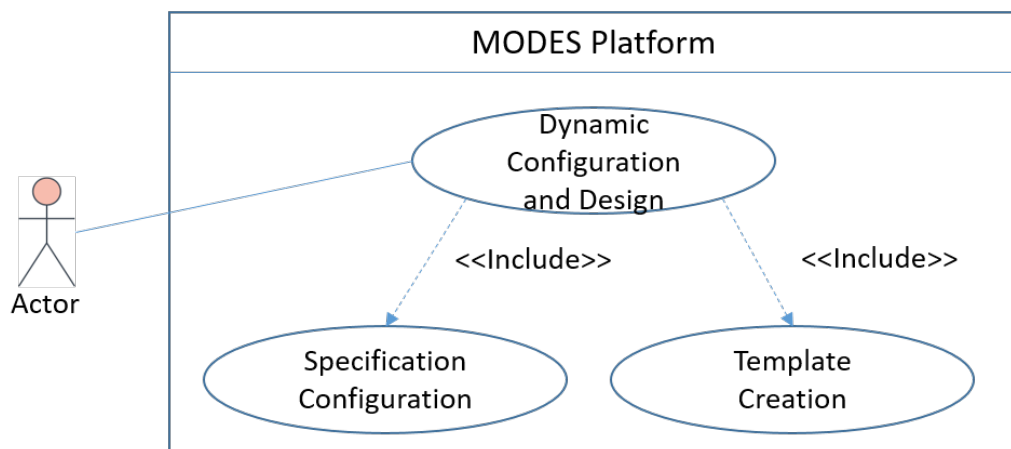 MODES Platform
Dynamic
Configuration
and Design
<<Include>>
<<Include>>
Actor
Specification
Configuration
Template
Creation